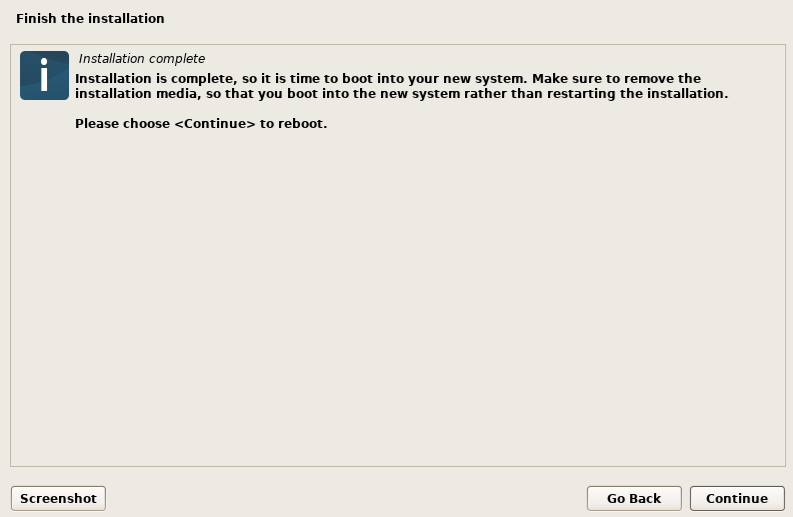 Finish the installation
Installation complete
Installation is complete, so it is time to boot into your new system. Make sure to remove the
installation media, so that you boot into the new system rather than restarting the installation.
Please choose <Continue> to reboot.
Screenshot
Go Back
Continue